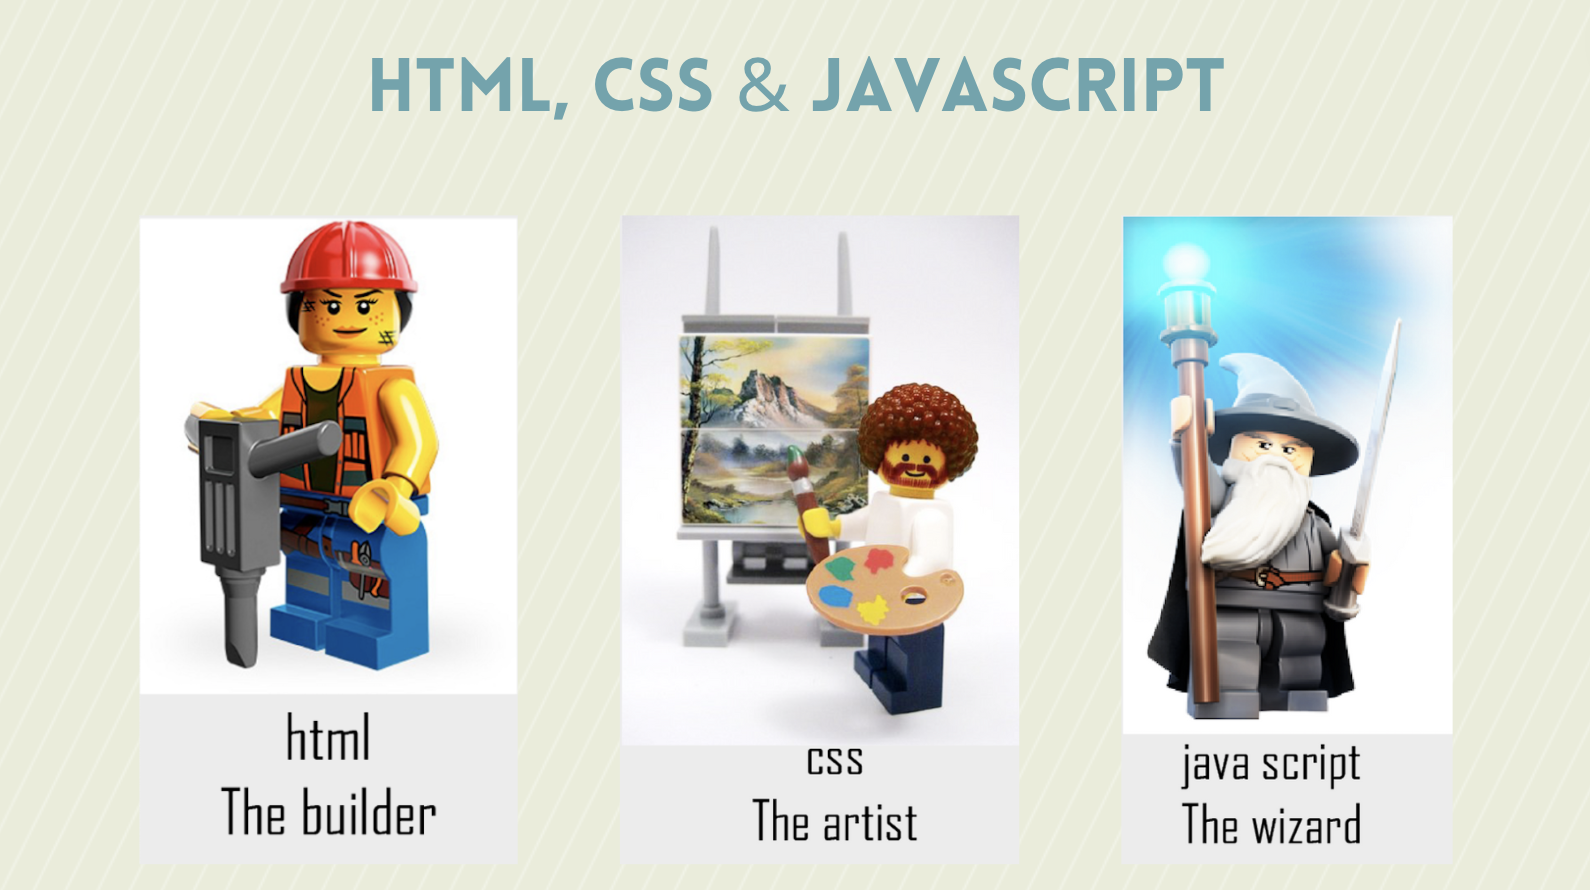 HTML, CSS & JAVASCRIPT
html
The builder
css
The artist
java script
The wizard